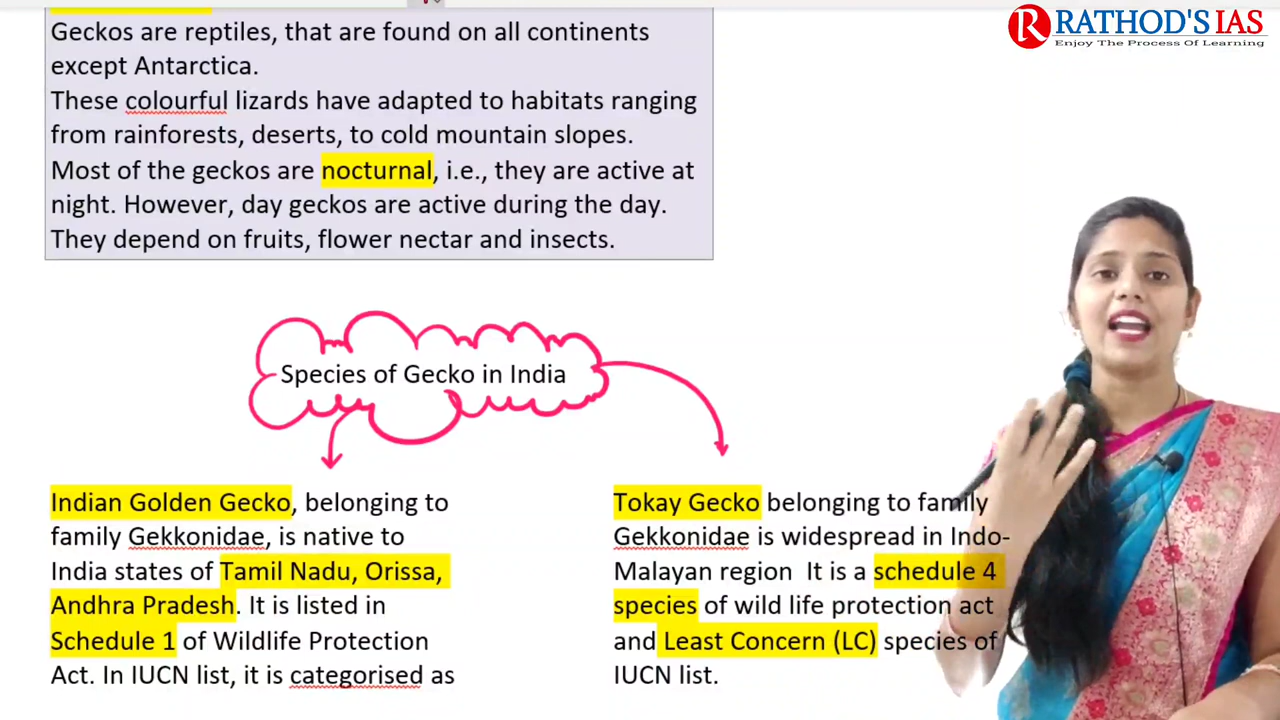 RATHOD'S IAS
Enjoy The Process Of Learning
Geckos are reptiles, that are found on all continents
except Antarctica.
These colourful lizards have adapted to habitats ranging
from rainforests, deserts, to cold mountain slopes.
Most of the geckos are nocturnal, i.e., they are active at
night. However, day geckos are active during the day.
They depend on fruits, flower nectar and insects.
Species of Gecko in India
Indian Golden Gecko, belonging to
family Gekkonidae, is native to
India states of Tamil Nadu, Orissa,
Andhra Pradesh. It is listed in
Schedule 1 of Wildlife Protection
Act. In IUCN list, it is categorised as
Tokay Gecko belonging to family
Gekkonidae is widespread in Indo-
Malayan region It is a schedule 4
species of wild life protection act
and Least Concern (LC) species of
IUCN list.